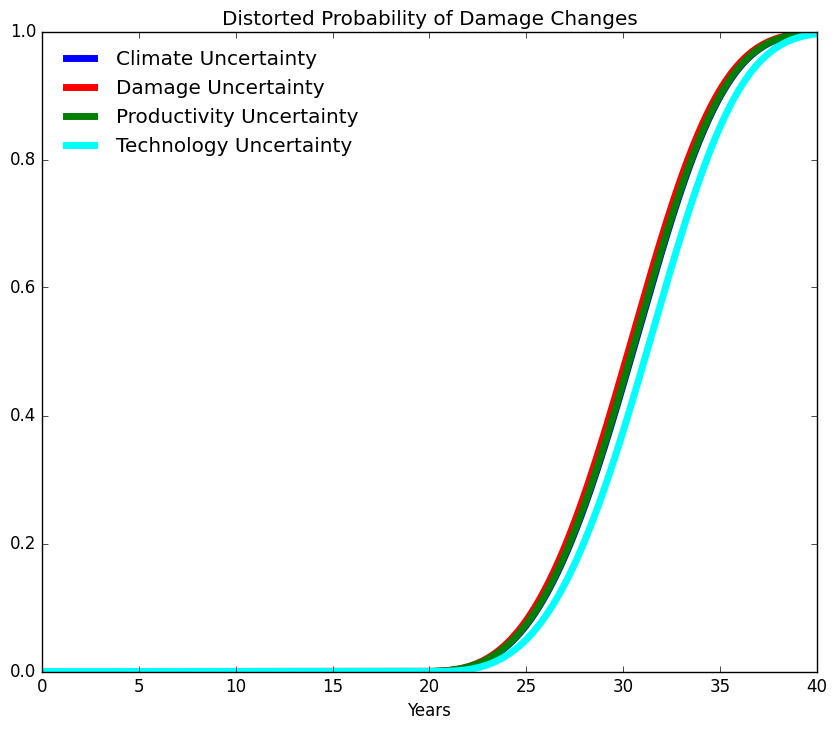 Distorted Probability of Damage Changes
1.0
Climate Uncertainty
Damage Uncertainty
Productivity Uncertainty
Technology Uncertainty
0.8
0.6
0.4
0.2
0.0
0 5 10 15 20 25 30 35 40
Years